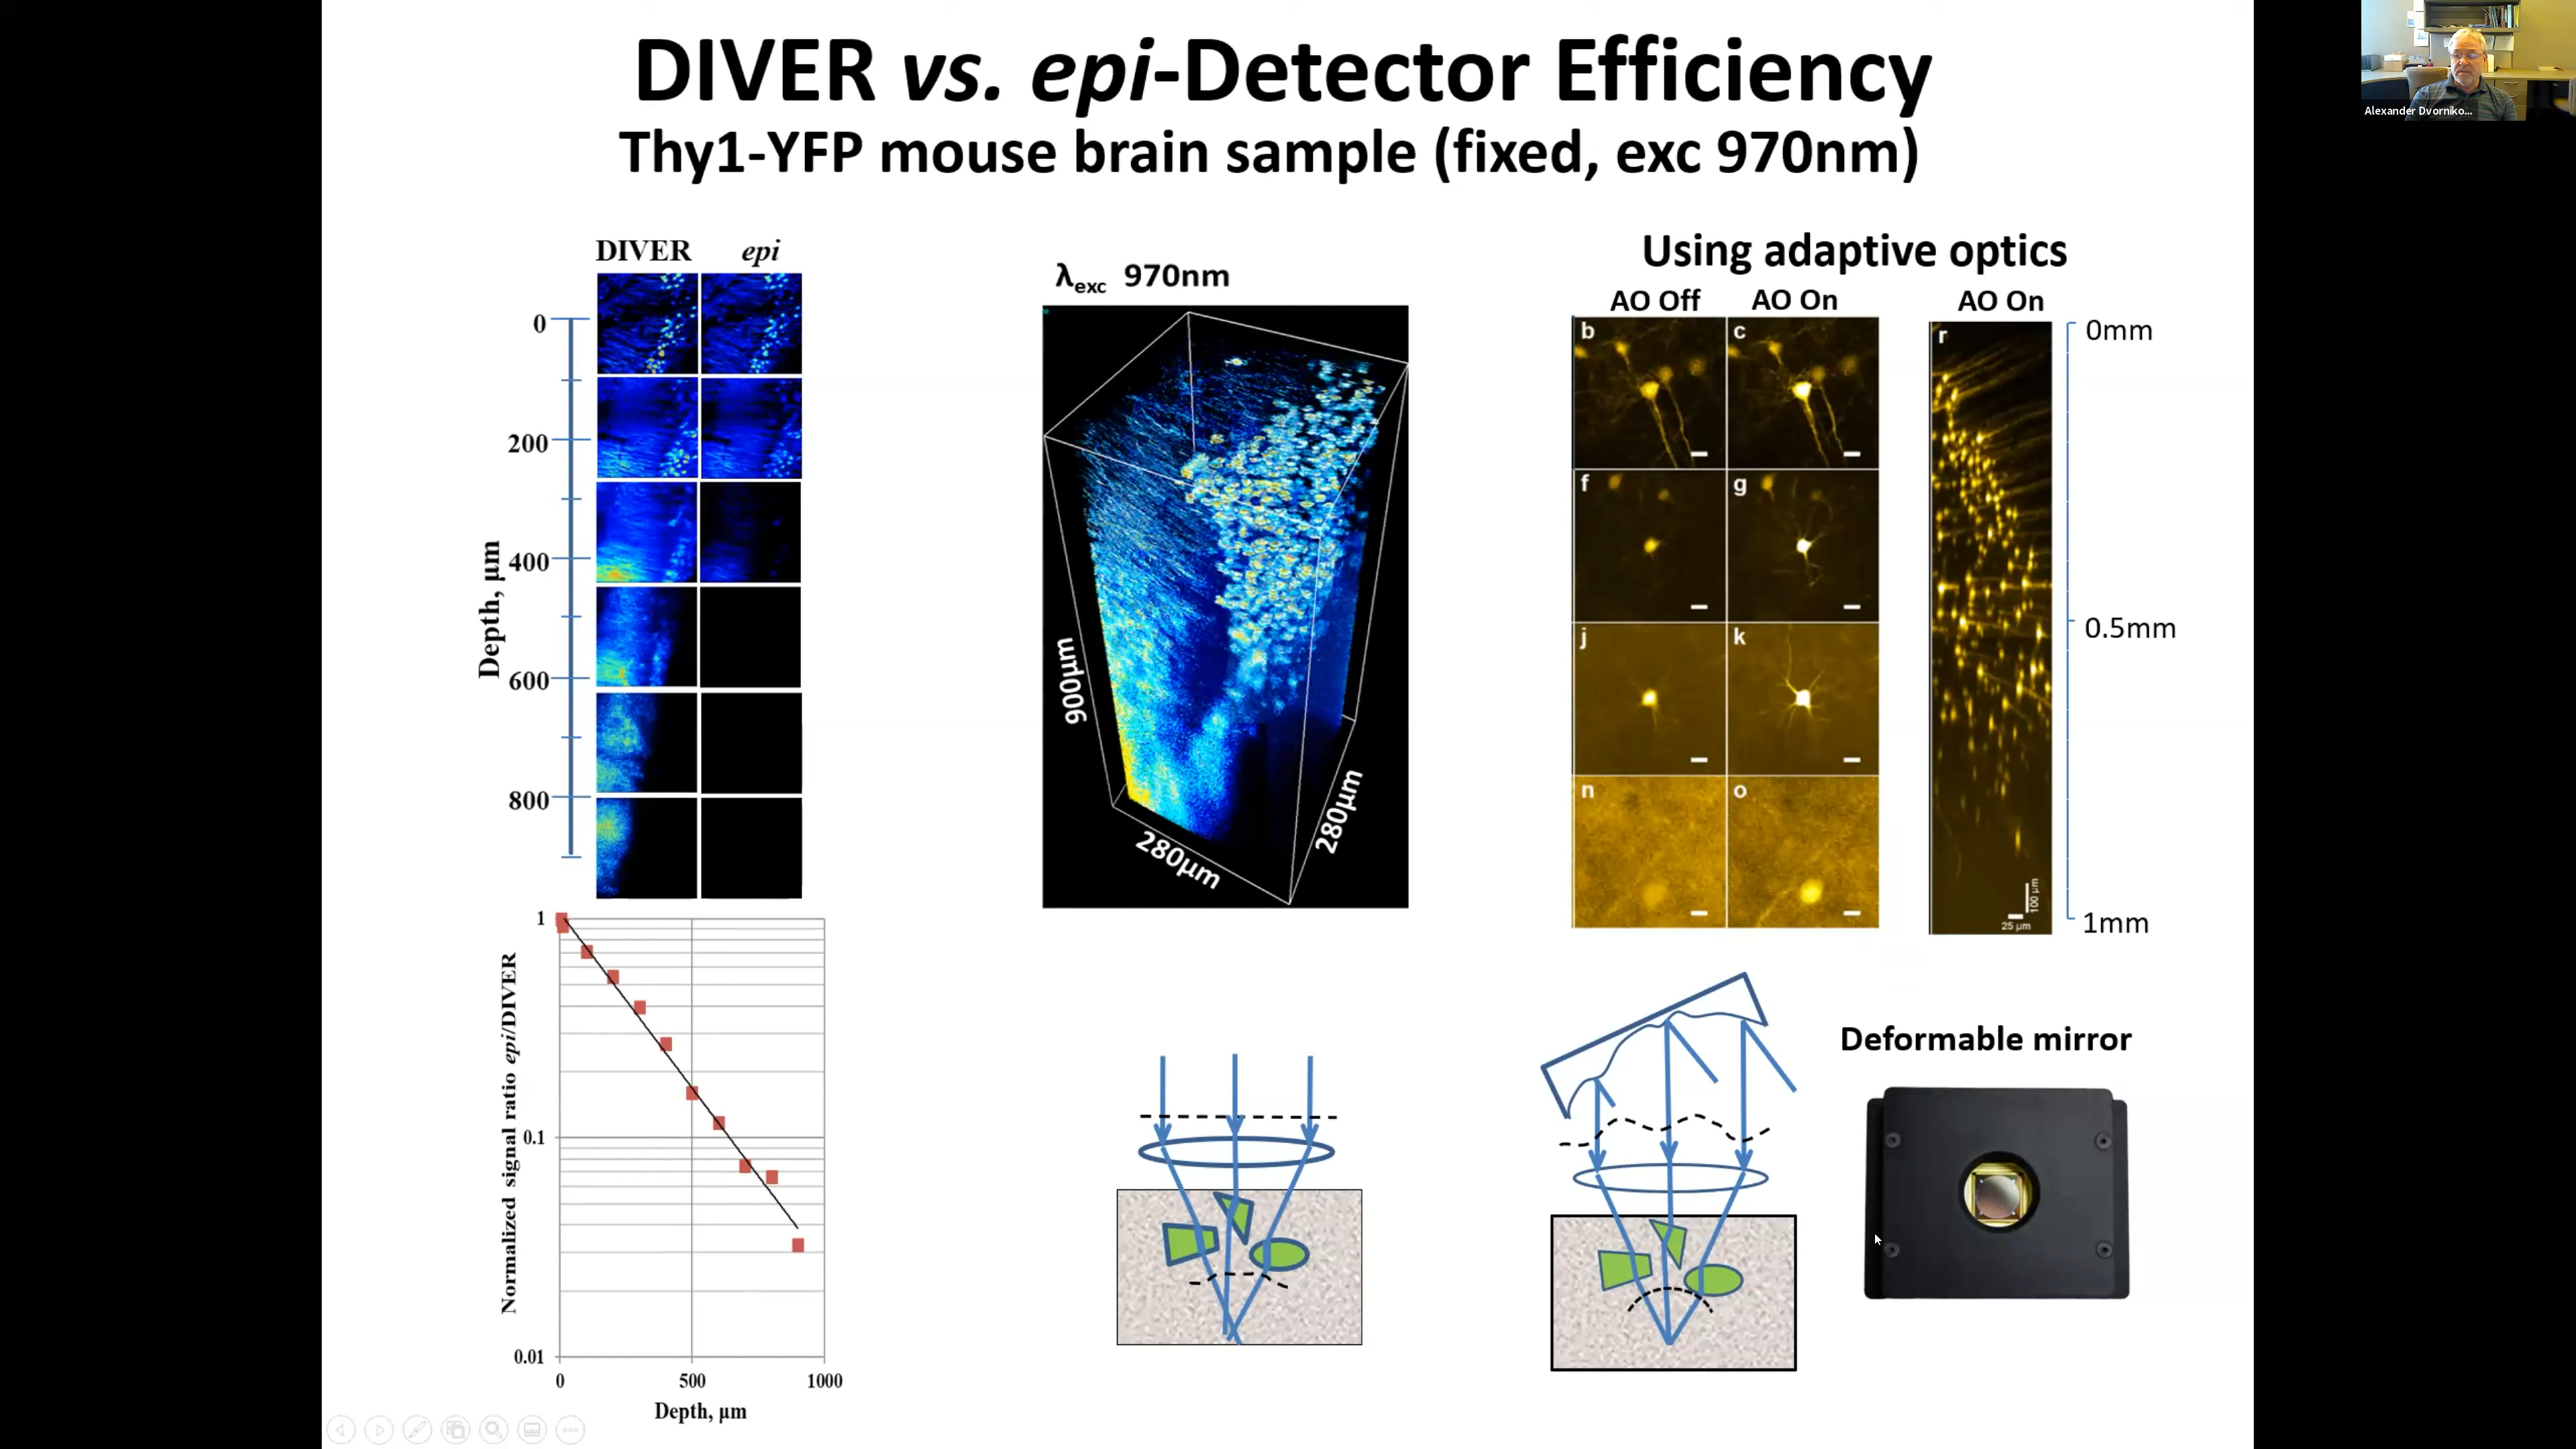 DIVER vs. epi-Detector Efficiency
Thy1-YFP mouse brain sample (fixed, exc 970nm)
Alexander Dvorniko...
DIVER epi
0
200
400
600
800
Depth, μm
λexc 970nm
900μm
280μm
280μm
Using adaptive optics
AO Off AO On AO On
b c
f g
j k
n o
r
100 μm
25 μm
0mm
0.5mm
1mm
Normalized signal ratio epi/DIVER
1
0.1
0.01
0 500 1000
Depth, μm
Deformable mirror